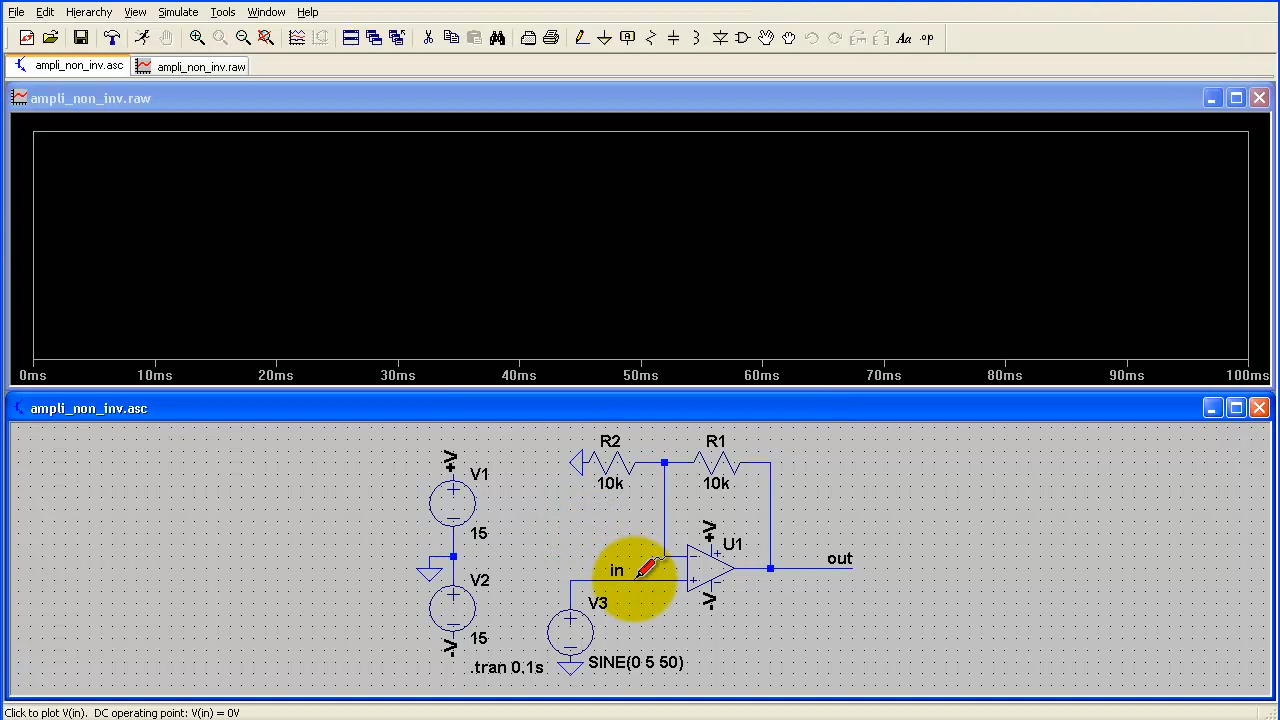 File Edit Hierarchy View Simulate Tools Window Help
Aa .op
ampli_non_inv.asc ampli_non_inv.raw
ampli_non_inv.raw
0ms 10ms 20ms 30ms 40ms 50ms 60ms 70ms 80ms 90ms 100ms
ampli_non_inv.asc
R2 R1
+V V1
10k 10k
15
+V U1
out
in
V2
-V
V3
15
-V
.tran 0.1s SINE(0 5 50)
Click to plot V(in). DC operating point: V(in) = 0V